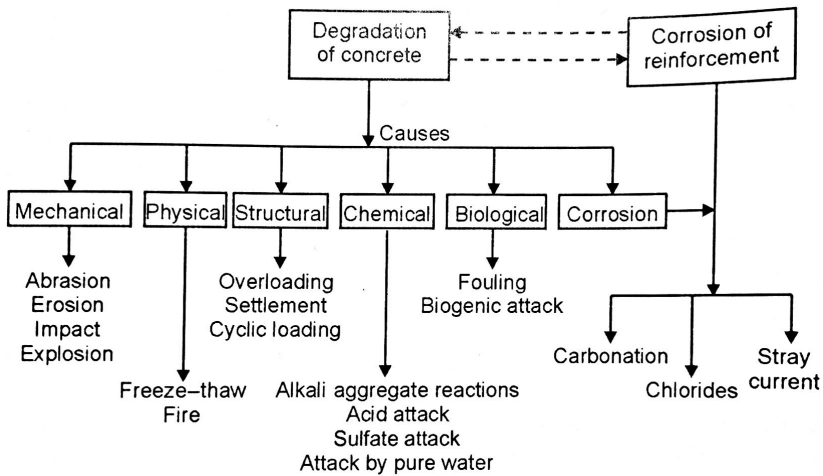 Degradation
of concrete
Corrosion of
reinforcement
Causes
Mechanical
Physical
Structural
Chemical
Biological
Corrosion
Abrasion
Erosion
Impact
Explosion
Freeze–thaw
Fire
Overloading
Settlement
Cyclic loading
Alkali aggregate reactions
Acid attack
Sulfate attack
Attack by pure water
Fouling
Biogenic attack
Carbonation
Chlorides
Stray
current